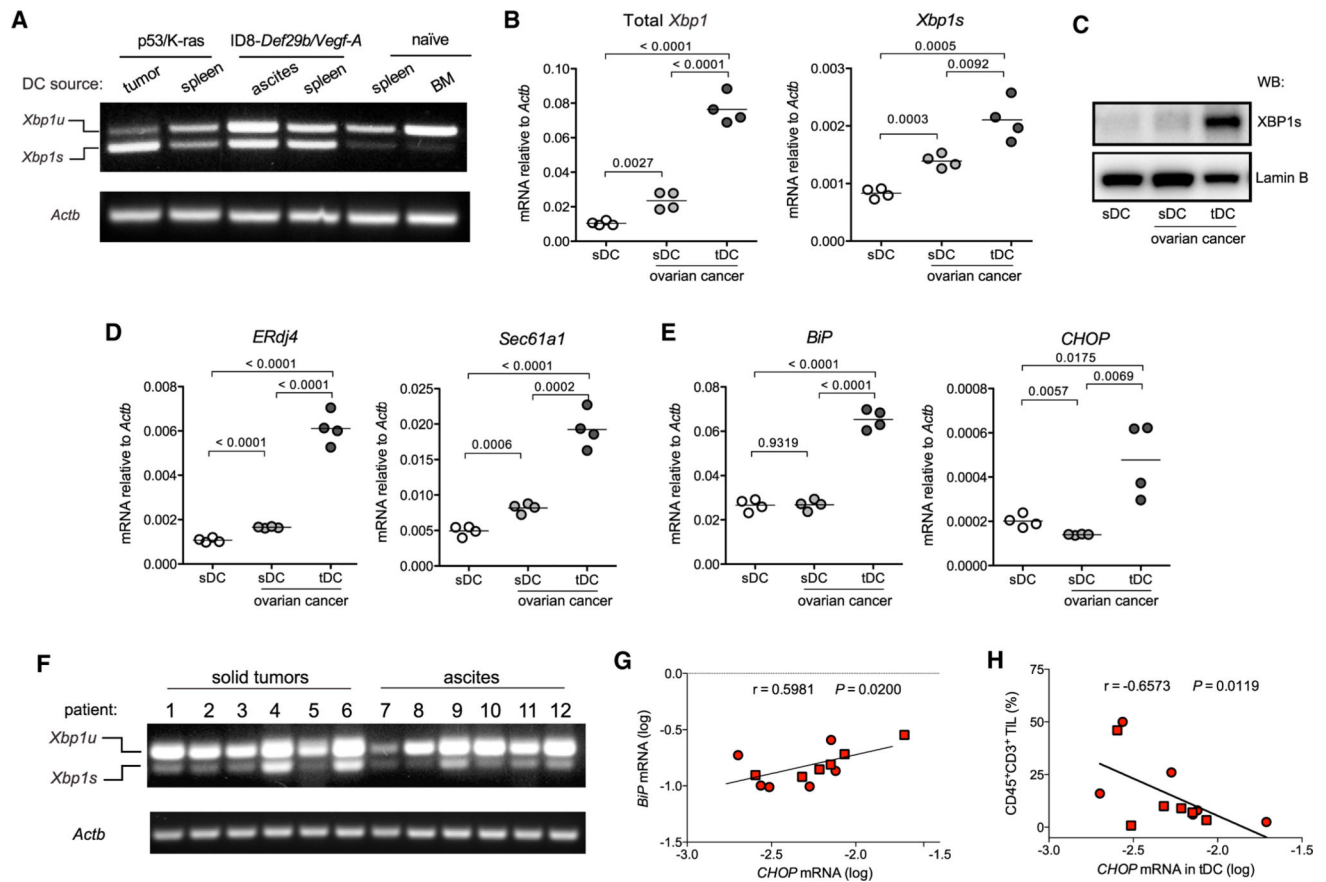 A
p53/K-ras
ID8-Def29b/Vegf-A
naïve
DC source:
tumor
spleen
ascites
spleen
spleen
BM
Xbp1u
Xbp1s
Actb
B
Total Xbp1
< 0.0001
< 0.0001
0.0027
mRNA relative to Actb
0.10
0.08
0.06
0.04
0.02
0.00
sDC
sDC
tDC
ovarian cancer
Xbp1s
0.0005
0.0092
0.0003
mRNA relative to Actb
0.003
0.002
0.001
0.000
sDC
sDC
tDC
ovarian cancer
C
WB:
XBP1s
Lamin B
sDC
sDC
tDC
ovarian cancer
D
ERdj4
< 0.0001
< 0.0001
< 0.0001
mRNA relative to Actb
0.008
0.006
0.004
0.002
0.000
sDC
sDC
tDC
ovarian cancer
Sec61a1
< 0.0001
0.0002
0.0006
mRNA relative to Actb
0.025
0.020
0.015
0.010
0.005
0.000
sDC
sDC
tDC
ovarian cancer
E
BiP
< 0.0001
< 0.0001
0.9319
mRNA relative to Actb
0.08
0.06
0.04
0.02
0.00
sDC
sDC
tDC
ovarian cancer
CHOP
0.0175
0.0069
0.0057
mRNA relative to Actb
0.0008
0.0006
0.0004
0.0002
0.0000
sDC
sDC
tDC
ovarian cancer
F
solid tumors
ascites
patient: 1 2 3 4 5 6 7 8 9 10 11 12
Xbp1u
Xbp1s
Actb
G
r = 0.5981 P = 0.0200
BiP mRNA (log)
0.0
-0.5
-1.0
-1.5
-3.0 -2.5 -2.0 -1.5
CHOP mRNA (log)
H
r = -0.6573 P = 0.0119
CD45⁺CD3⁺ TIL (%)
75
50
25
0
-3.0 -2.5 -2.0 -1.5
CHOP mRNA in tDC (log)